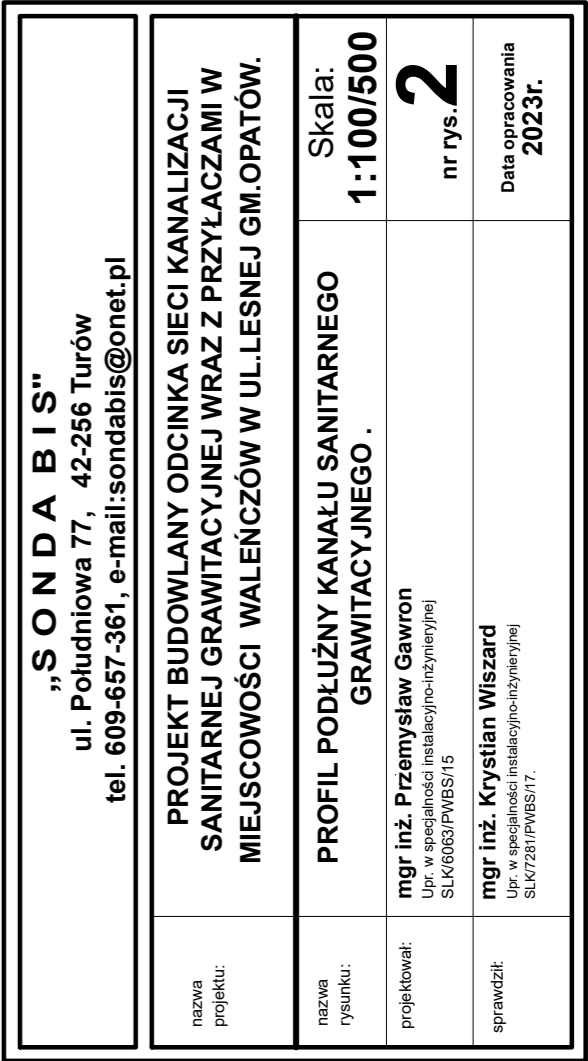 „S O N D A  B I S"
ul. Południowa 77,   42-256 Turów
tel. 609-657-361, e-mail:sondabis@onet.pl
nazwa
projektu:
PROJEKT BUDOWLANY ODCINKA SIECI KANALIZACJI
SANITARNEJ GRAWITACYJNEJ WRAZ Z PRZYŁACZAMI W
MIEJSCOWOŚCI  WALEŃCZÓW W UL.LESNEJ GM.OPATÓW.
nazwa
rysunku:
PROFIL PODŁUŻNY KANAŁU SANITARNEGO
GRAWITACYJNEGO .
Skala:
1:100/500
projektował:
mgr inż. Przemysław Gawron
Upr. w specjalności instalacyjno-inżynieryjnej
SLK/6063/PWBS/15
nr rys.2
sprawdził:
mgr inż. Krystian Wiszard
Upr. w specjalności instalacyjno-inżynieryjnej
SLK/7281/PWBS/17.
Data opracowania
2023r.